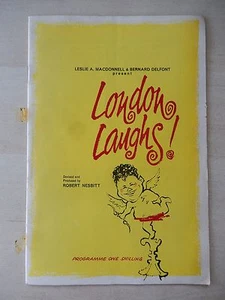 LESLIE A. MACDONNELL & BERNARD DELFONT
present
London
Laughs!
Devised and
Produced by
ROBERT NESBITT
PROGRAMME ONE SHILLING